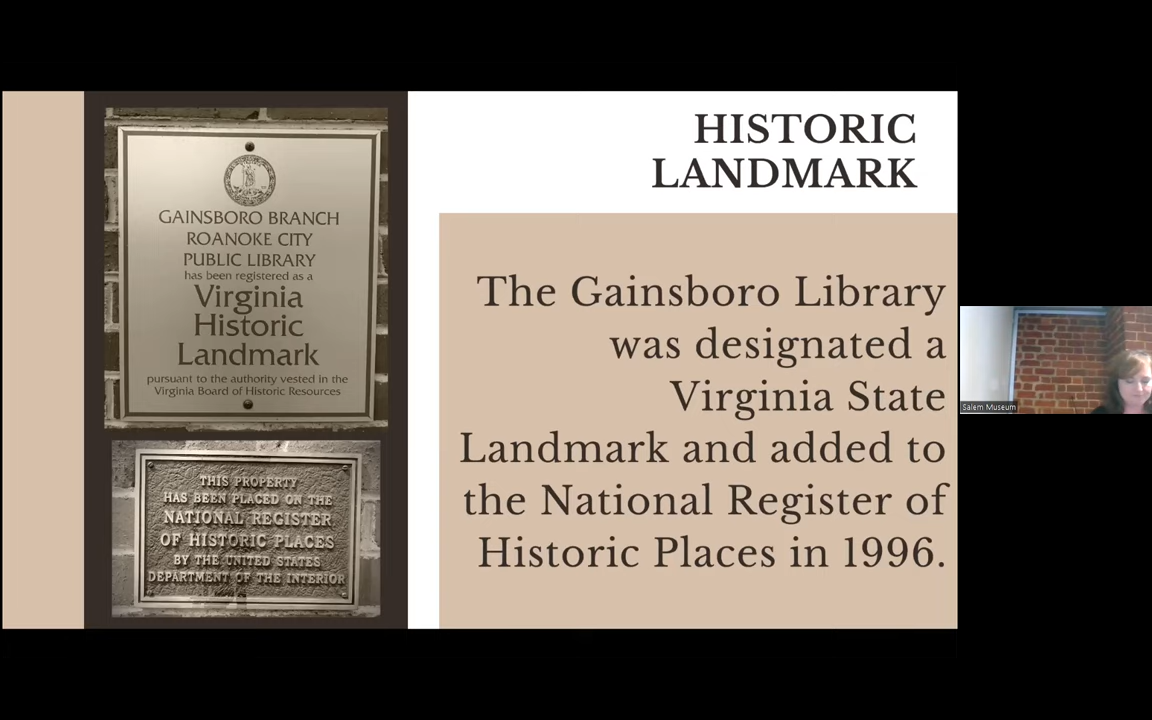 GAINSBORO BRANCH
ROANOKE CITY
PUBLIC LIBRARY
has been registered as a
Virginia
Historic
Landmark
pursuant to the authority vested in the
Virginia Board of Historic Resources
THIS PROPERTY
HAS BEEN PLACED ON THE
NATIONAL REGISTER
OF HISTORIC PLACES
BY THE UNITED STATES
DEPARTMENT OF THE INTERIOR
HISTORIC
LANDMARK
The Gainsboro Library
was designated a
Virginia State
Landmark and added to
the National Register of
Historic Places in 1996.
Salem Museum